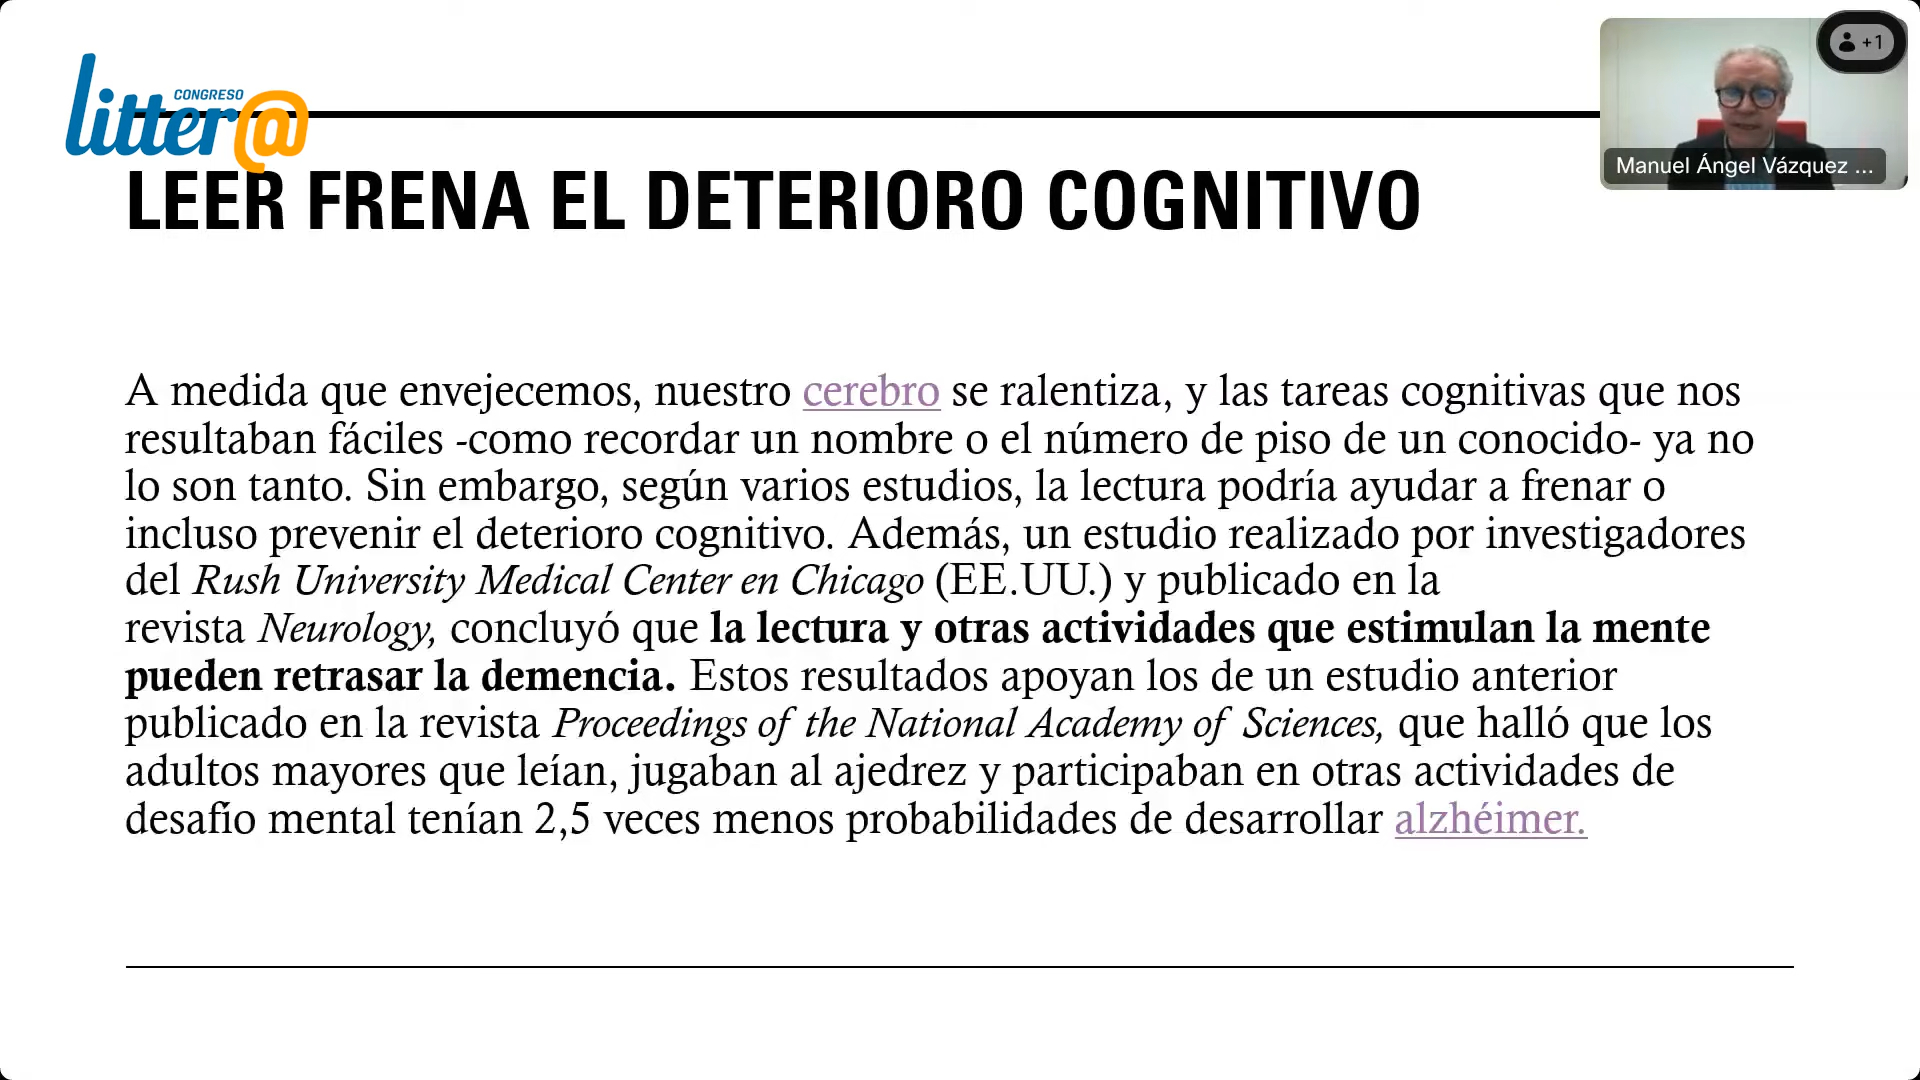 CONGRESO
litter@
+1
Manuel Ángel Vázquez ...
LEER FRENA EL DETERIORO COGNITIVO
A medida que envejecemos, nuestro cerebro se ralentiza, y las tareas cognitivas que nos
resultaban fáciles -como recordar un nombre o el número de piso de un conocido- ya no
lo son tanto. Sin embargo, según varios estudios, la lectura podría ayudar a frenar o
incluso prevenir el deterioro cognitivo. Además, un estudio realizado por investigadores
del Rush University Medical Center en Chicago (EE.UU.) y publicado en la
revista Neurology, concluyó que la lectura y otras actividades que estimulan la mente
pueden retrasar la demencia. Estos resultados apoyan los de un estudio anterior
publicado en la revista Proceedings of the National Academy of Sciences, que halló que los
adultos mayores que leían, jugaban al ajedrez y participaban en otras actividades de
desafío mental tenían 2,5 veces menos probabilidades de desarrollar alzhéimer.